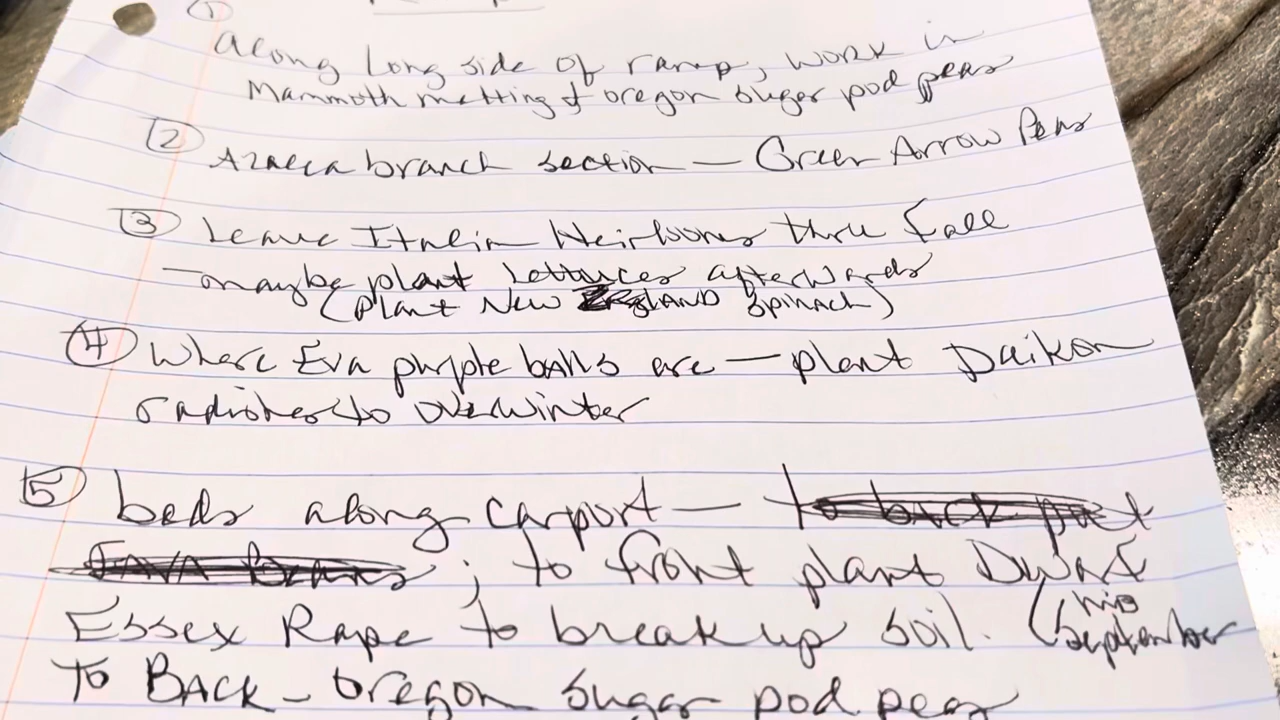 ①
Along Long side of ramp, work in
Mammoth melting & oregon Sugar pod peas
② Azalea branch section — Green Arrow Peas
③ Leave Italian Heirlooms thru Fall
— maybe plant Lettuces afterwards
(plant New ENGLAND Spinach)
④ Where Eva purple balls are — plant Daikon
radishes to overwinter
⑤ beds along carport — to back put
FAVA beans ; to front plant Dwarf
Essex Rape to break up soil. (mid
September
TO BACK — oregon sugar pod peas